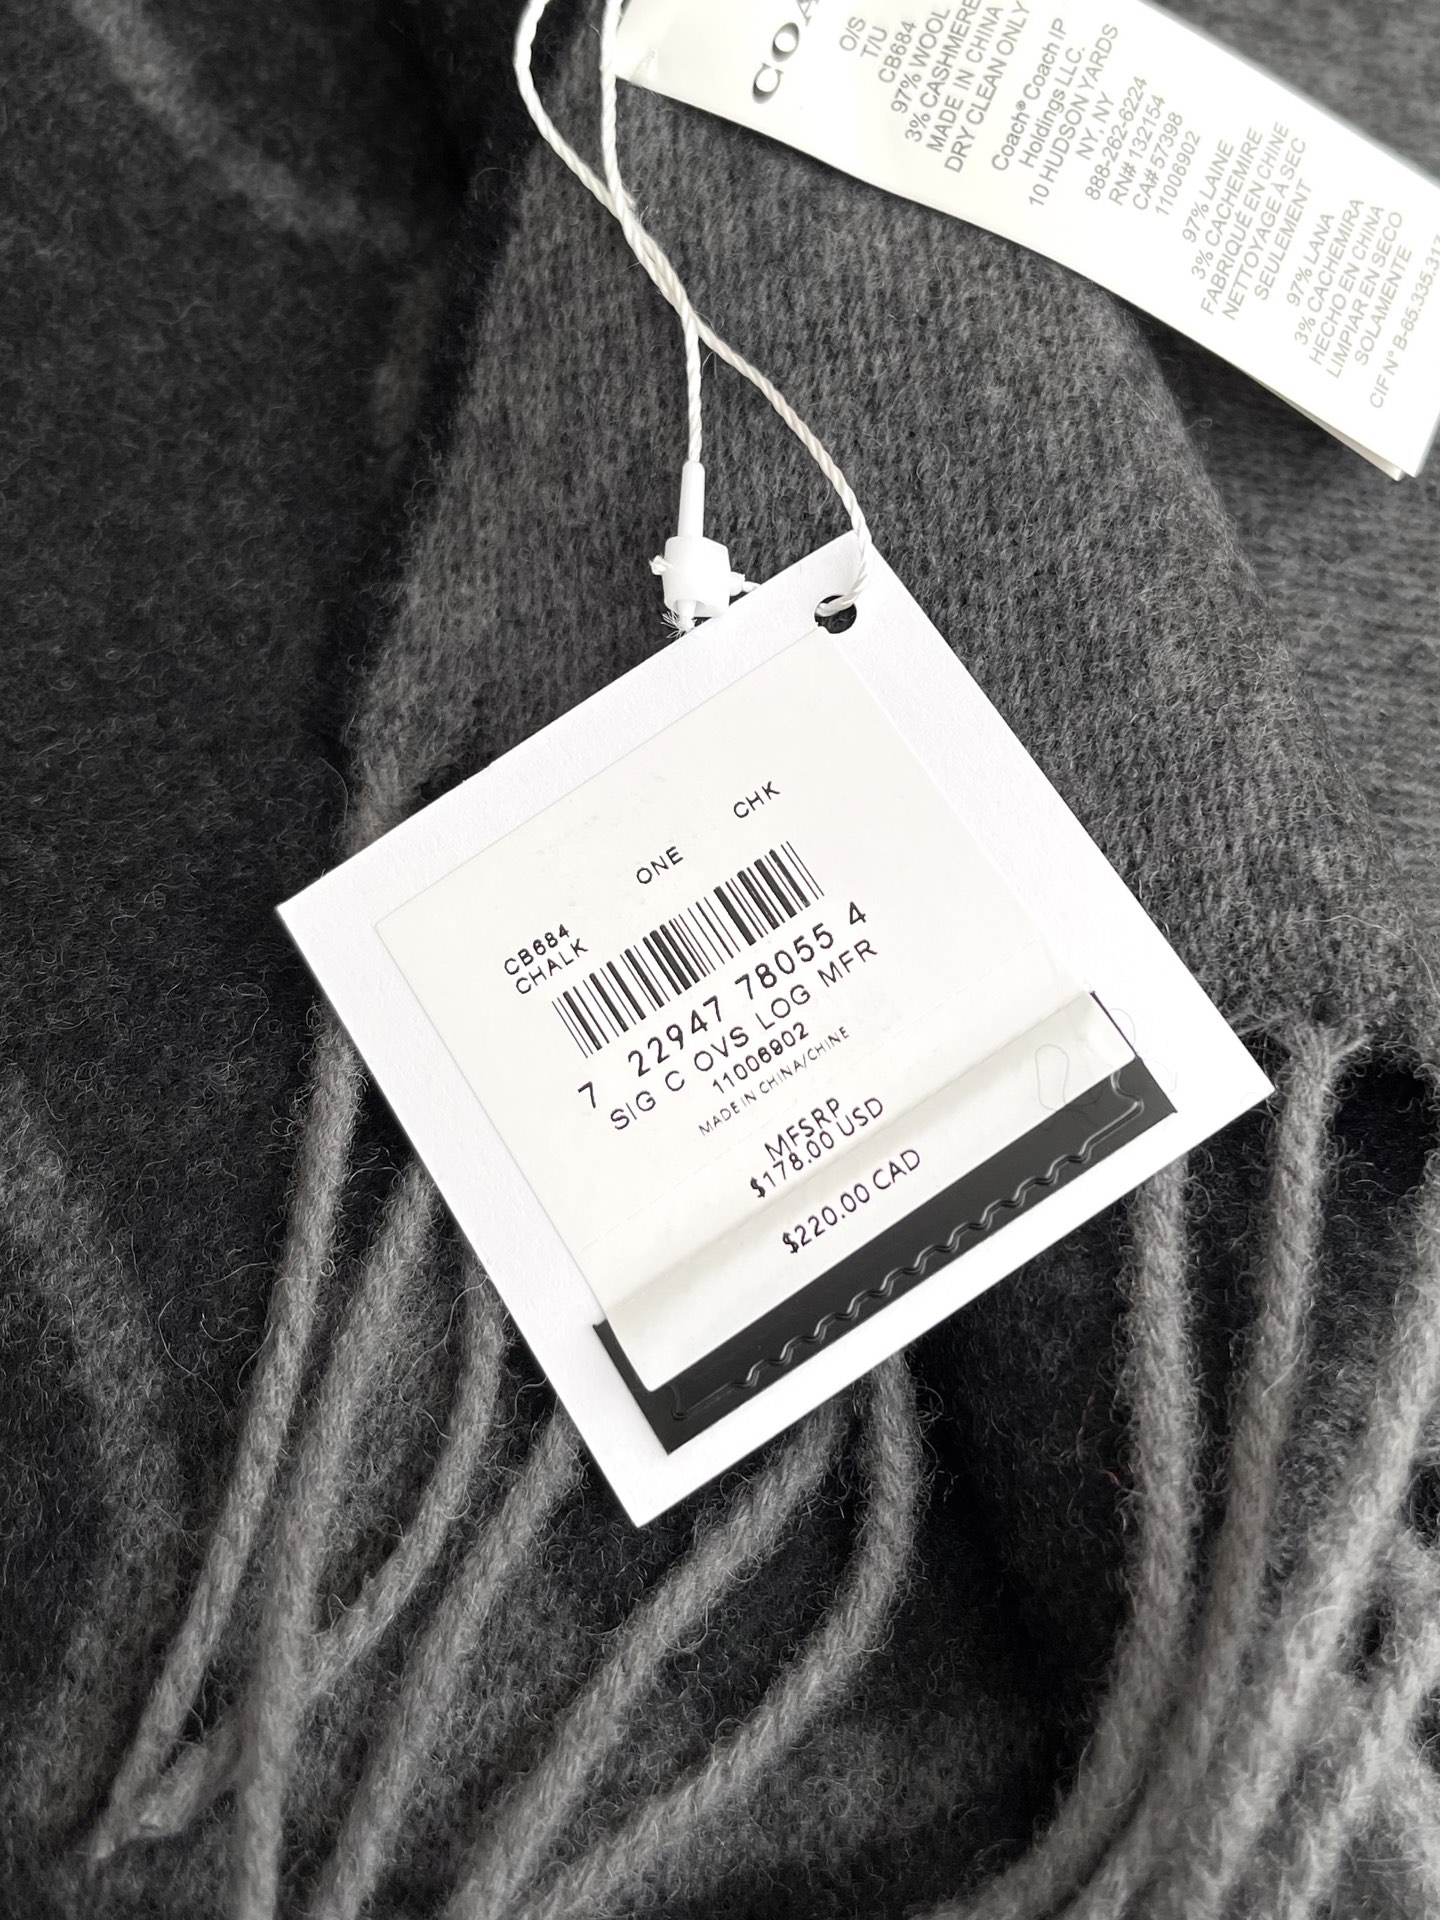 COA
O/S
T/U
CB684
97% WOOL
3% CASHMERE
MADE IN CHINA
DRY CLEAN ONLY
Coach® Coach IP
Holdings LLC.
10 HUDSON YARDS
NY, NY
888-262-6224
RN# 132154
CA# 57398
11006902
97% LAINE
3% CACHEMIRE
FABRIQUÉ EN CHINE
NETTOYAGE À SEC
SEULEMENT
97% LANA
3% CACHEMIRA
HECHO EN CHINA
LIMPIAR EN SECO
SOLAMENTE
CIF N° B-65.335.317
CHK
ONE
CB684
CHALK
7 22947 78055 4
SIG C OVS LOG MFR
11006902
MADE IN CHINA/CHINE
MFSRP
$178.00 USD
$220.00 CAD